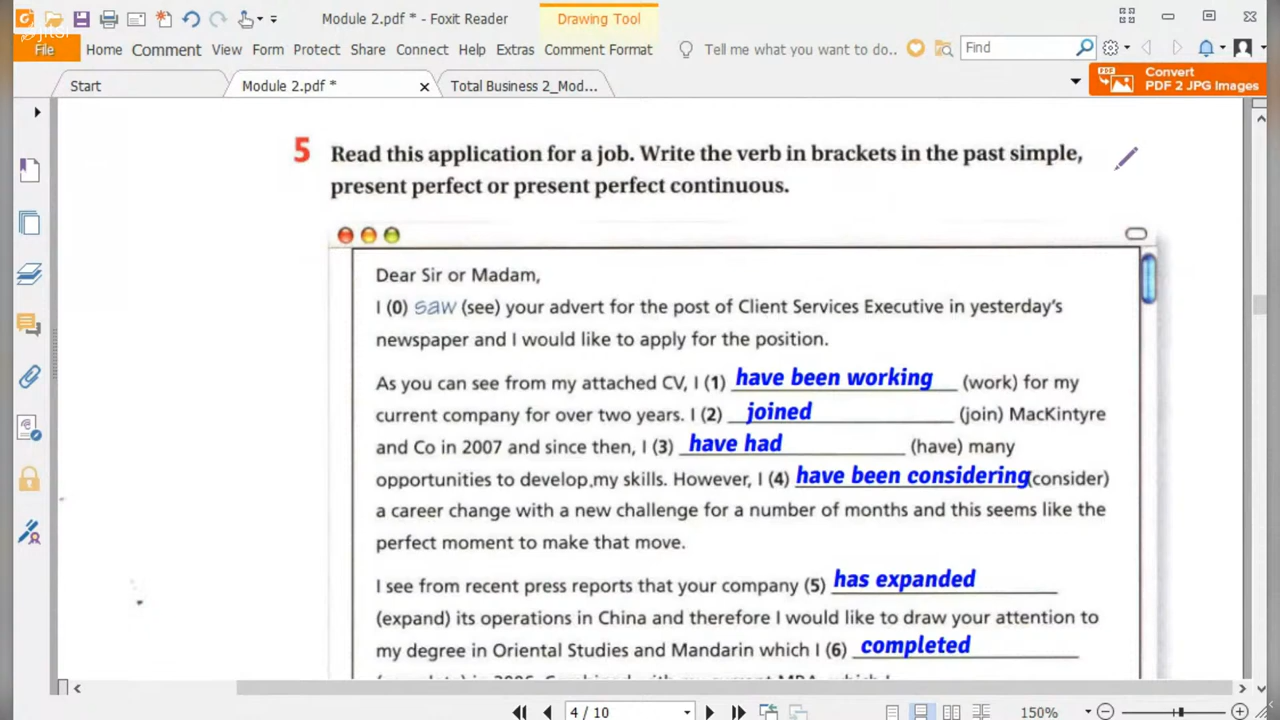 Module 2.pdf * - Foxit Reader
Drawing Tool
File Home Comment View Form Protect Share Connect Help Extras Comment Format Tell me what you want to do.. Find
Start Module 2.pdf * Total Business 2_Mod...
Convert
PDF 2 JPG Images
5 Read this application for a job. Write the verb in brackets in the past simple,
present perfect or present perfect continuous.
Dear Sir or Madam,
I (0) saw (see) your advert for the post of Client Services Executive in yesterday's
newspaper and I would like to apply for the position.
As you can see from my attached CV, I (1) have been working (work) for my
current company for over two years. I (2) joined (join) MacKintyre
and Co in 2007 and since then, I (3) have had (have) many
opportunities to develop my skills. However, I (4) have been considering (consider)
a career change with a new challenge for a number of months and this seems like the
perfect moment to make that move.
I see from recent press reports that your company (5) has expanded
(expand) its operations in China and therefore I would like to draw your attention to
my degree in Oriental Studies and Mandarin which I (6) completed
4 / 10 150%